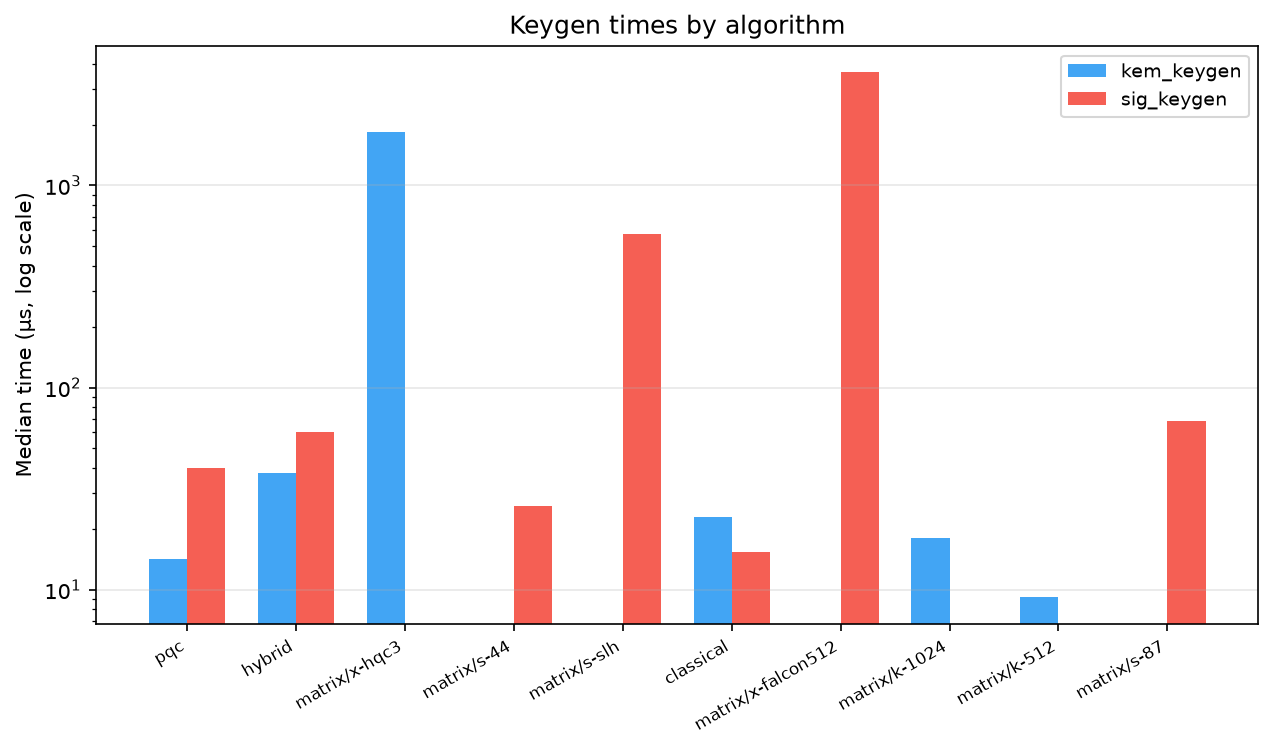 Keygen times by algorithm
kem_keygen
sig_keygen
Median time (µs, log scale)
10³
10²
10¹
pqc
hybrid
matrix/x-hqc3
matrix/s-44
matrix/s-slh
classical
matrix/x-falcon512
matrix/k-1024
matrix/k-512
matrix/s-87